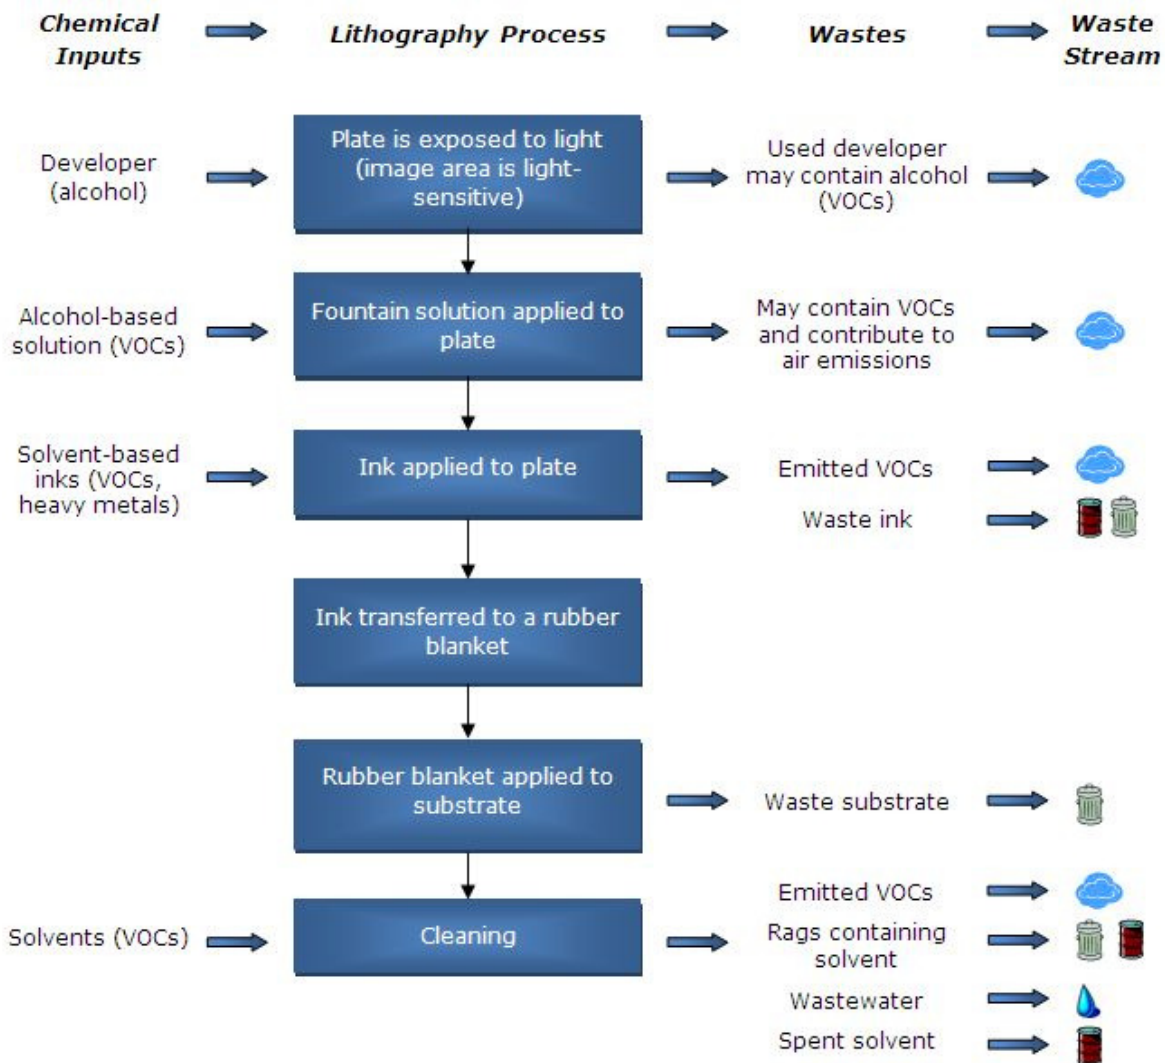 Chemical
Inputs
Lithography Process
Wastes
Waste
Stream
Developer
(alcohol)
Plate is exposed to light
(image area is light-
sensitive)
Used developer
may contain alcohol
(VOCs)
Alcohol-based
solution (VOCs)
Fountain solution applied to
plate
May contain VOCs
and contribute to
air emissions
Solvent-based
inks (VOCs,
heavy metals)
Ink applied to plate
Emitted VOCs
Waste ink
Ink transferred to a rubber
blanket
Rubber blanket applied to
substrate
Waste substrate
Solvents (VOCs)
Cleaning
Emitted VOCs
Rags containing
solvent
Wastewater
Spent solvent